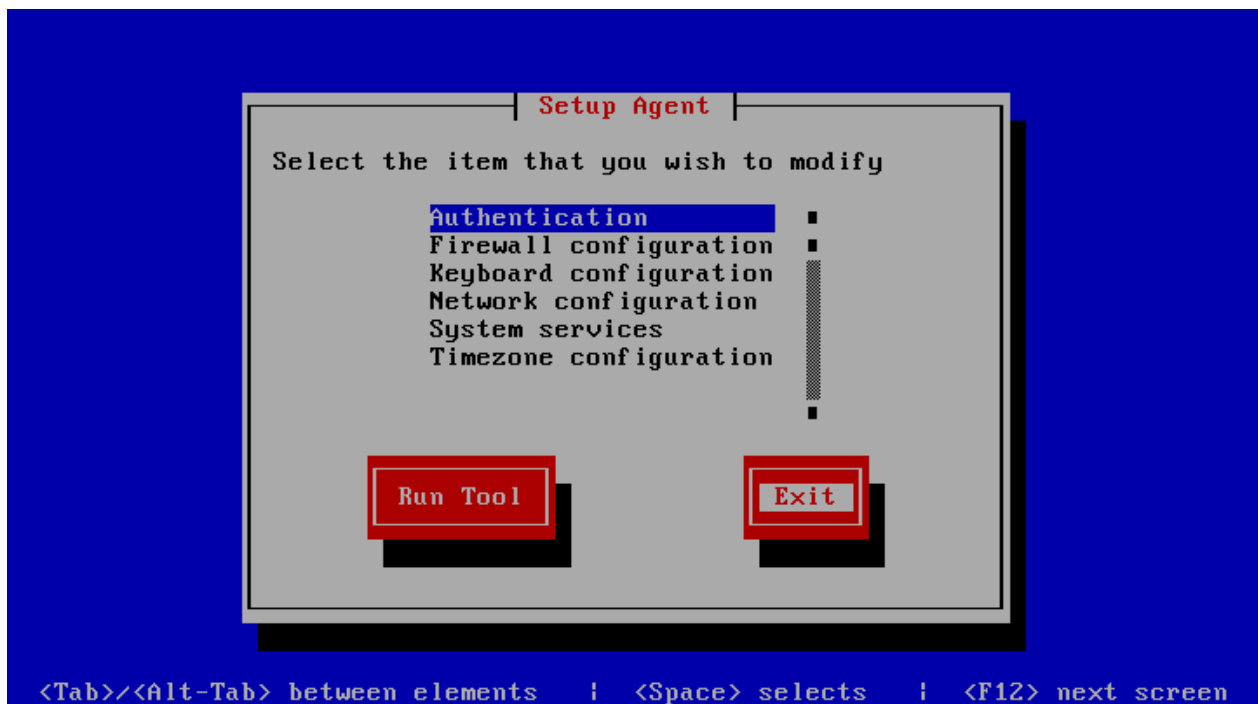 Setup Agent
Select the item that you wish to modify
Authentication
Firewall configuration
Keyboard configuration
Network configuration
System services
Timezone configuration
Run Tool Exit
<Tab>/<Alt-Tab> between elements | <Space> selects | <F12> next screen